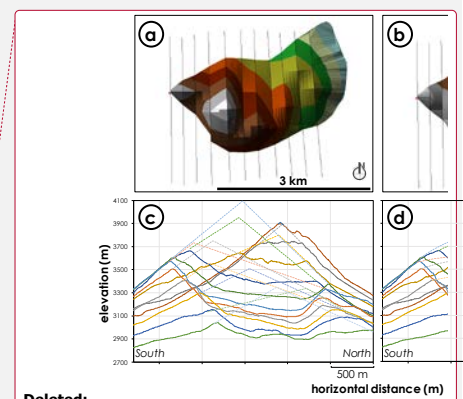 a
b
N
3 km
c
d
elevation (m)
4100
3900
3700
3500
3300
3100
2900
2700
South
North
South
500 m
horizontal distance (m)
Deleted: